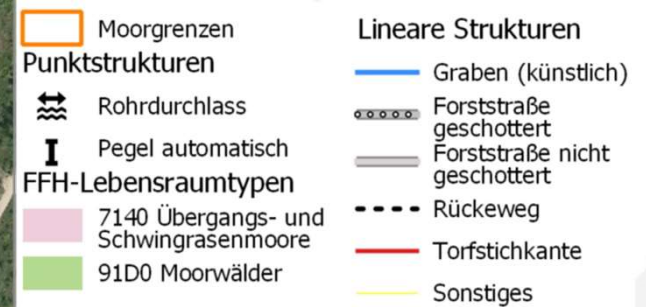 Moorgrenzen
Punktstrukturen
Rohrdurchlass
Pegel automatisch
FFH-Lebensraumtypen
7140 Übergangs- und
Schwingrasenmoore
91D0 Moorwälder
Lineare Strukturen
Graben (künstlich)
Forststraße
geschottert
Forststraße nicht
geschottert
Rückeweg
Torfstichkante
Sonstiges